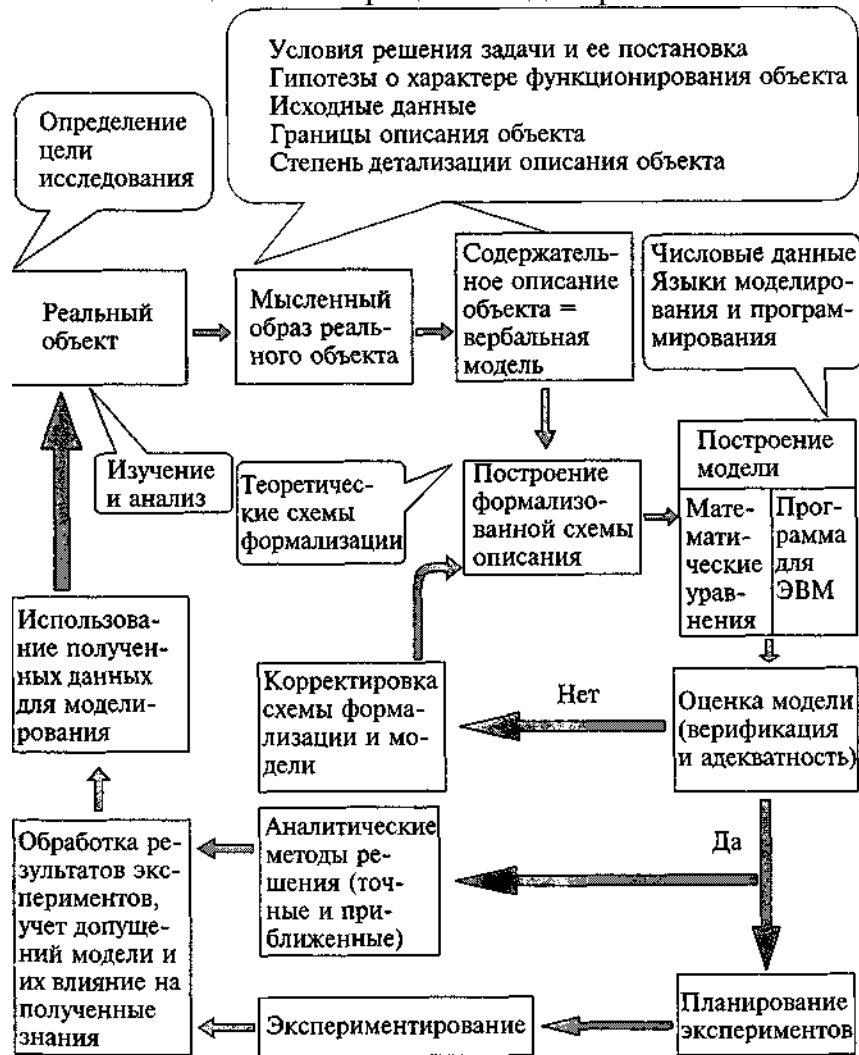 Условия решения задачи и ее постановка
Гипотезы о характере функционирования объекта
Исходные данные
Границы описания объекта
Степень детализации описания объекта
Определение
цели
исследования
Реальный
объект
Мысленный
образ реаль-
ного объекта
Содержатель-
ное описание
объекта =
вербальная
модель
Числовые данные
Языки моделиро-
вания и програм-
мирования
Изучение
и анализ
Теоретичес-
кие схемы
формализации
Построение
формализо-
ванной схемы
описания
Построение
модели
Мате-
мати-
ческие
урав-
нения
Прог-
рамма
для
ЭВМ
Использова-
ние получен-
ных данных
для модели-
рования
Корректировка
схемы форма-
лизации и мо-
дели
Нет
Оценка модели
(верификация
и адекватность)
Да
Обработка ре-
зультатов экс-
периментов,
учет допуще-
ний модели и
их влияние на
полученные
знания
Аналитические
методы ре-
шения (точ-
ные и при-
ближенные)
Экспериментирование
Планирование
экспериментов